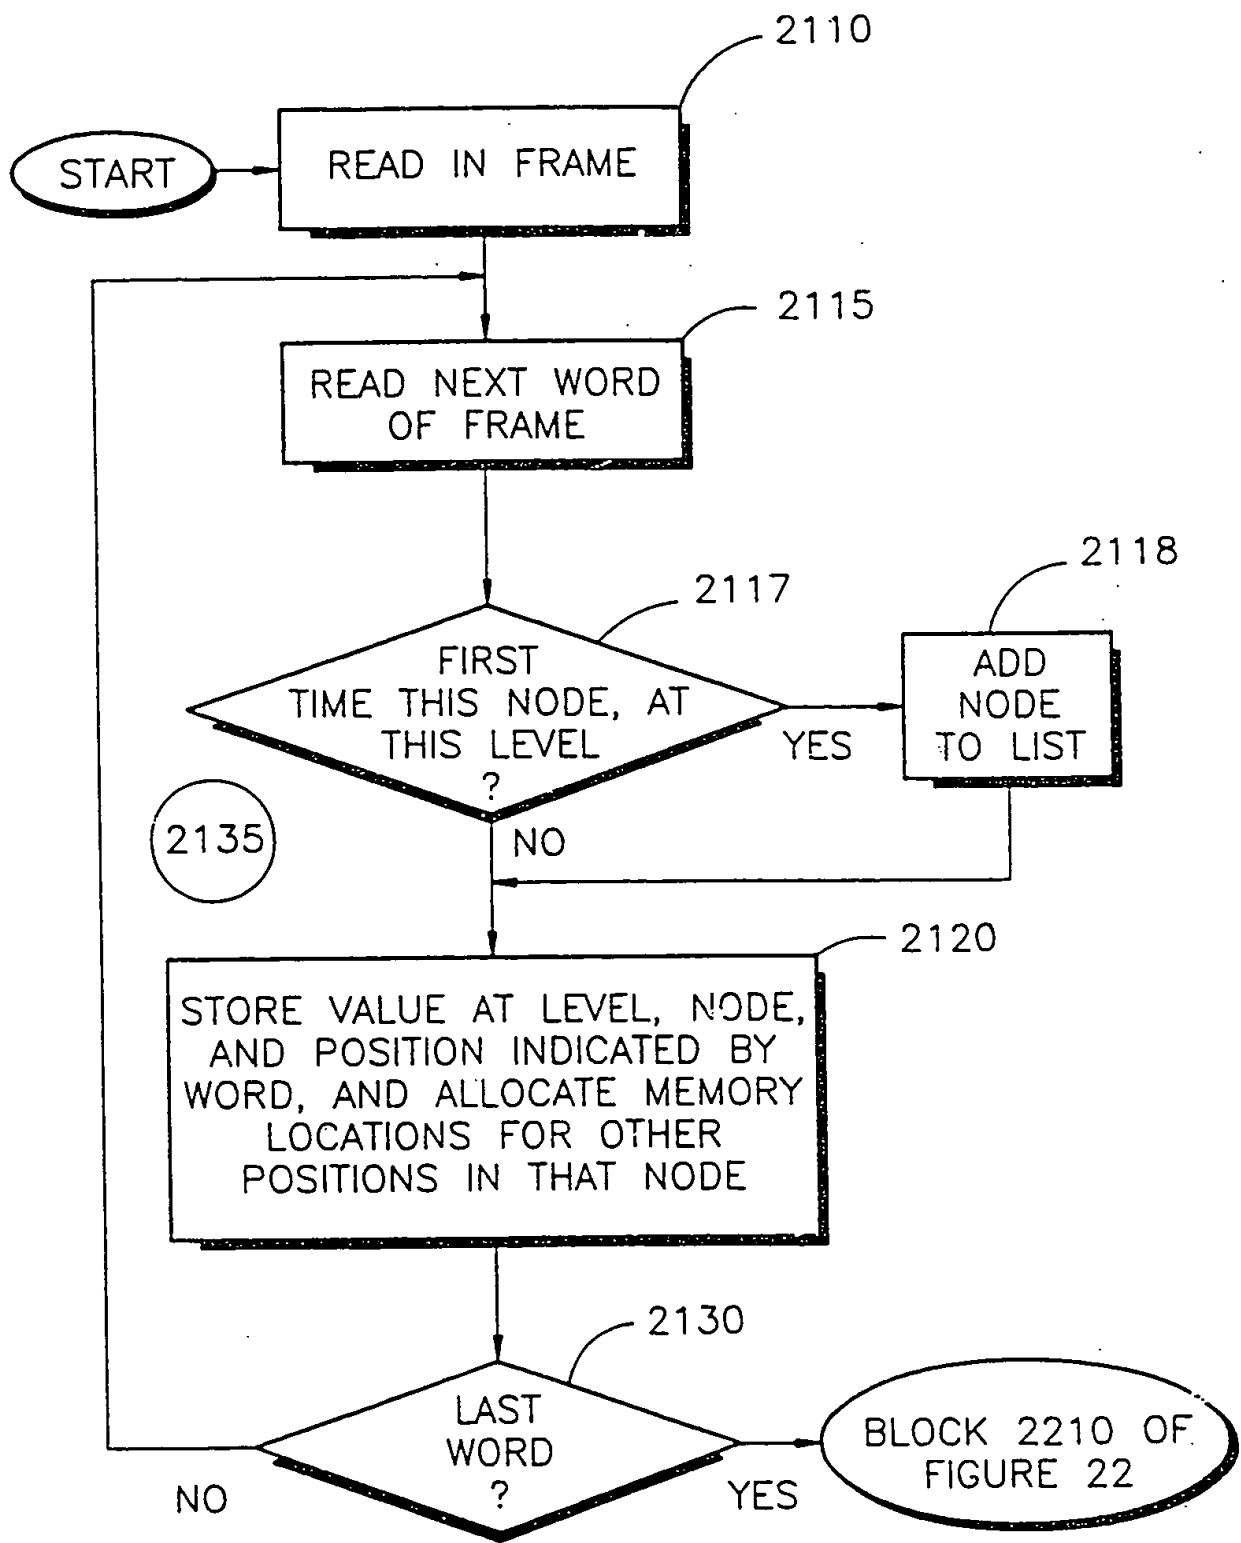 2110
START
READ IN FRAME
2115
READ NEXT WORD
OF FRAME
2117
2118
FIRST
TIME THIS NODE, AT
THIS LEVEL
?
YES
ADD
NODE
TO LIST
2135
NO
2120
STORE VALUE AT LEVEL, NODE,
AND POSITION INDICATED BY
WORD, AND ALLOCATE MEMORY
LOCATIONS FOR OTHER
POSITIONS IN THAT NODE
2130
LAST
WORD
?
NO
YES
BLOCK 2210 OF
FIGURE 22